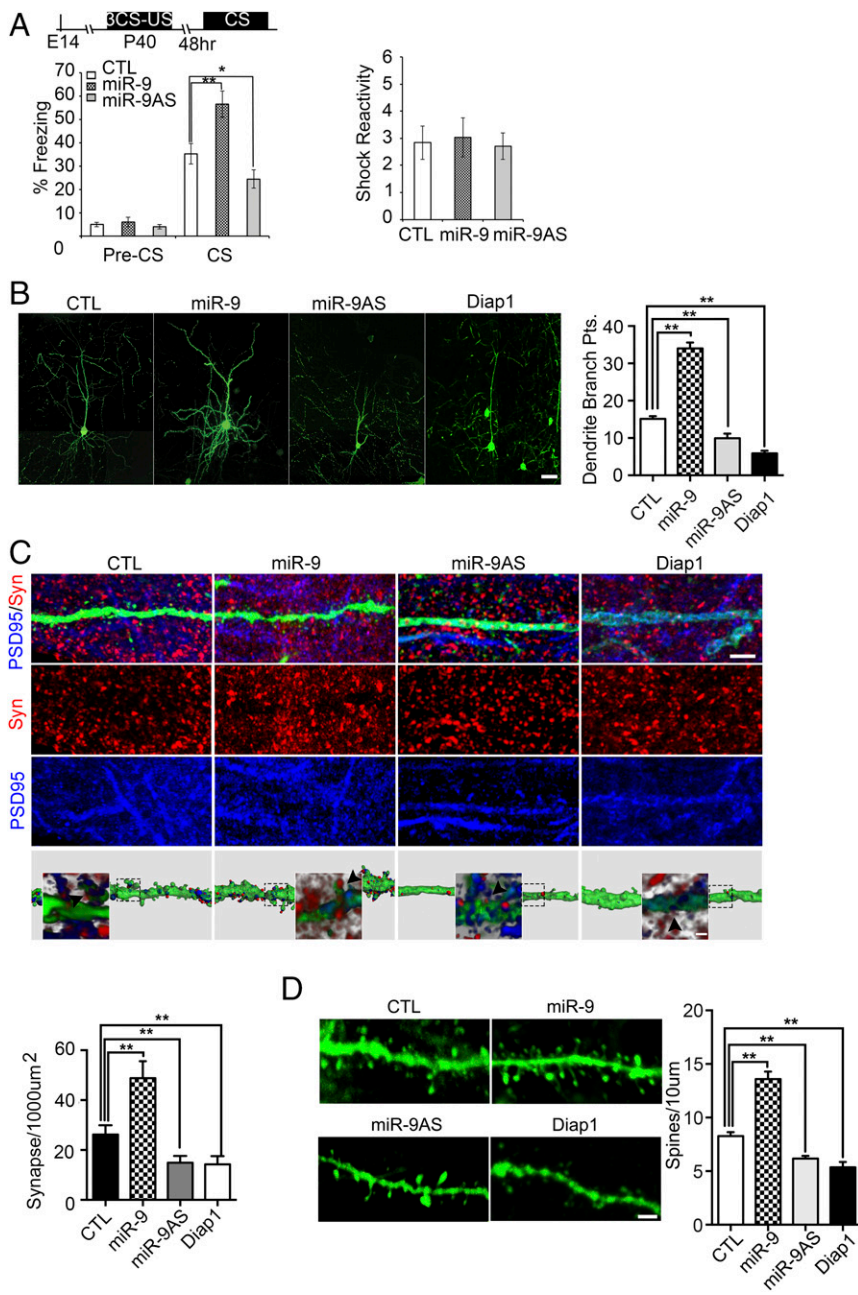 A
3CS-US
CS
E14
P40
48hr
CTL
miR-9
miR-9AS
*
**
% Freezing
70
60
50
40
30
20
10
0
Pre-CS
CS
Shock Reactivity
6
5
4
3
2
1
0
CTL miR-9 miR-9AS
B
CTL
miR-9
miR-9AS
Diap1
**
**
**
Dendrite Branch Pts.
40
30
20
10
0
CTL
miR-9
miR-9AS
Diap1
C
CTL
miR-9
miR-9AS
Diap1
PSD95/Syn
Syn
PSD95
**
**
**
Synapse/1000um2
60
40
20
0
CTL
miR-9
miR-9AS
Diap1
D
CTL
miR-9
miR-9AS
Diap1
**
**
**
Spines/10um
20
15
10
5
0
CTL
miR-9
miR-9AS
Diap1